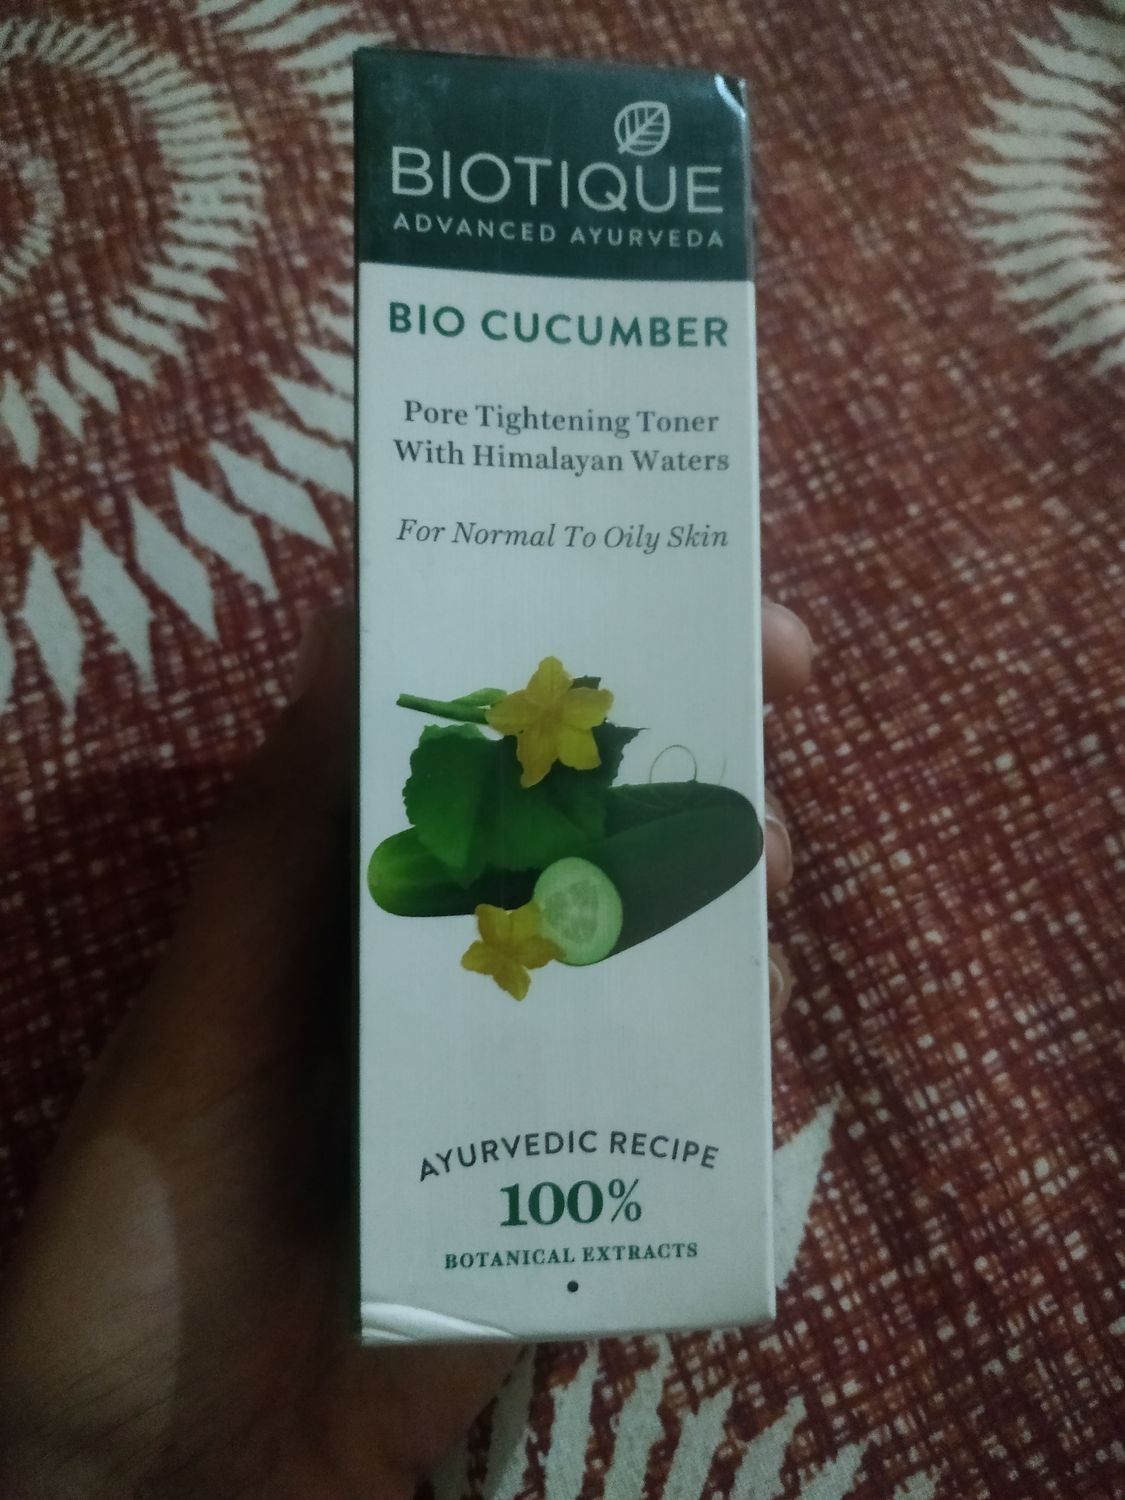 BIOTIQUE
ADVANCED AYURVEDA
BIO CUCUMBER
Pore Tightening Toner
With Himalayan Waters
For Normal To Oily Skin
AYURVEDIC RECIPE
100%
BOTANICAL EXTRACTS